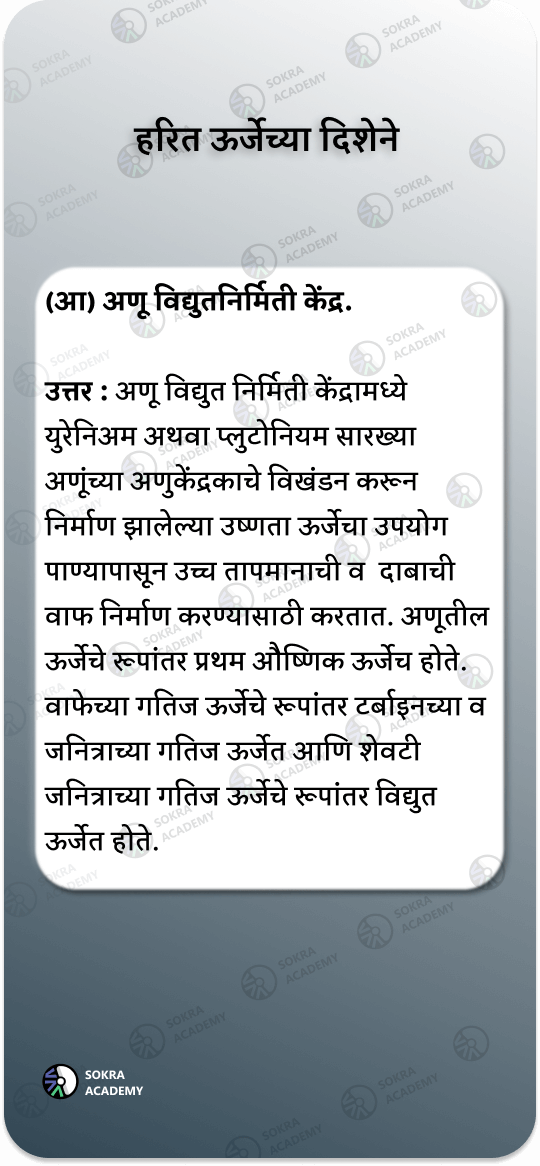 हरित ऊर्जेच्या दिशेने
(आ) अणू विद्युतनिर्मिती केंद्र.
उत्तर : अणू विद्युत निर्मिती केंद्रामध्ये
युरेनिअम अथवा प्लुटोनियम सारख्या
अणूंच्या अणुकेंद्रकाचे विखंडन करून
निर्माण झालेल्या उष्णता ऊर्जेचा उपयोग
पाण्यापासून उच्च तापमानाची व  दाबाची
वाफ निर्माण करण्यासाठी करतात. अणूतील
ऊर्जेचे रूपांतर प्रथम औष्णिक ऊर्जेच होते.
वाफेच्या गतिज ऊर्जेचे रूपांतर टर्बाइनच्या व
जनित्राच्या गतिज ऊर्जेत आणि शेवटी
जनित्राच्या गतिज ऊर्जेचे रूपांतर विद्युत
ऊर्जेत होते.
SOKRA
ACADEMY